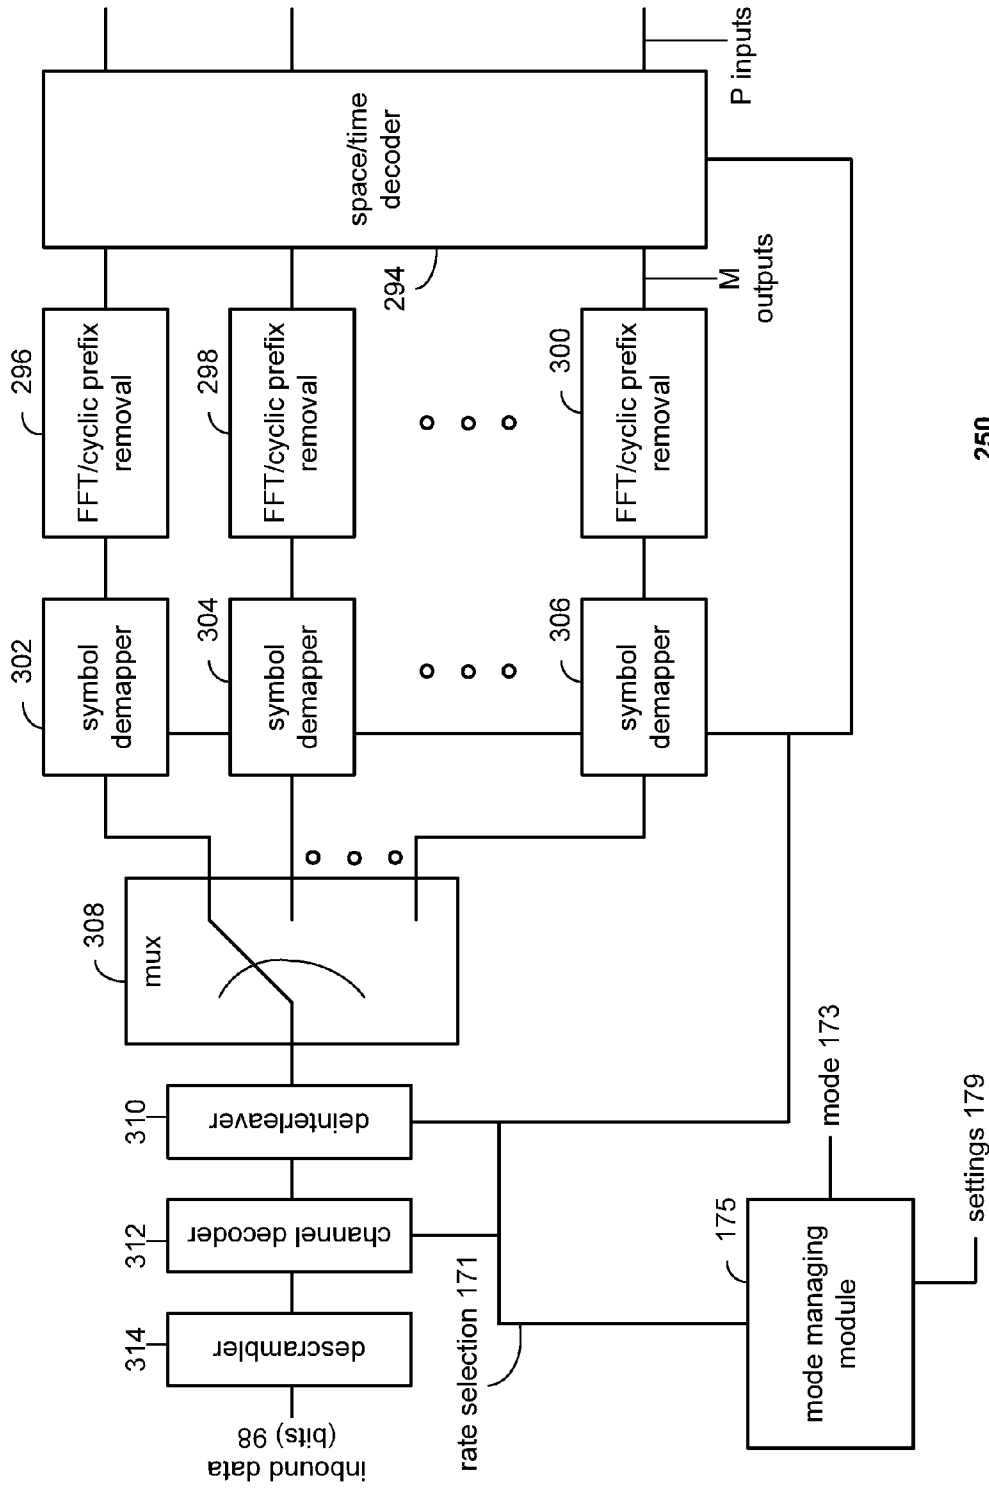 P inputs
space/time
decoder
294
M
outputs
296
FFT/cyclic prefix
removal
298
FFT/cyclic prefix
removal
300
FFT/cyclic prefix
removal
302
symbol
demapper
304
symbol
demapper
306
symbol
demapper
308
mux
310
deinterleaver
312
channel decoder
314
descrambler
inbound data
(bits) 98
rate selection 171
175
mode managing
module
mode 173
settings 179
250